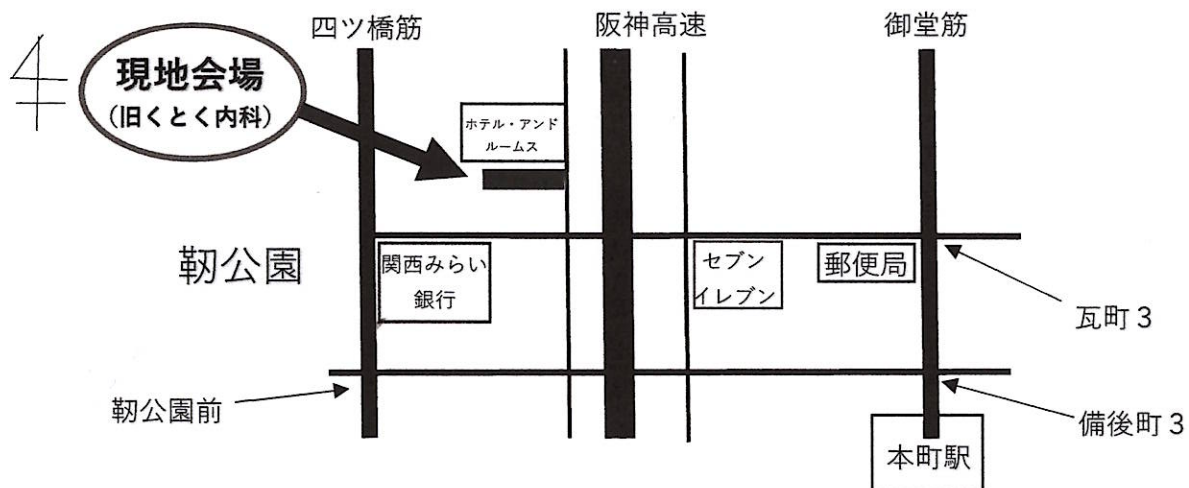 四ツ橋筋
阪神高速
御堂筋
現地会場
（旧くとく内科）
ホテル・アンド
ルームス
靭公園
関西みらい
銀行
セブン
イレブン
郵便局
瓦町３
靭公園前
備後町３
本町駅